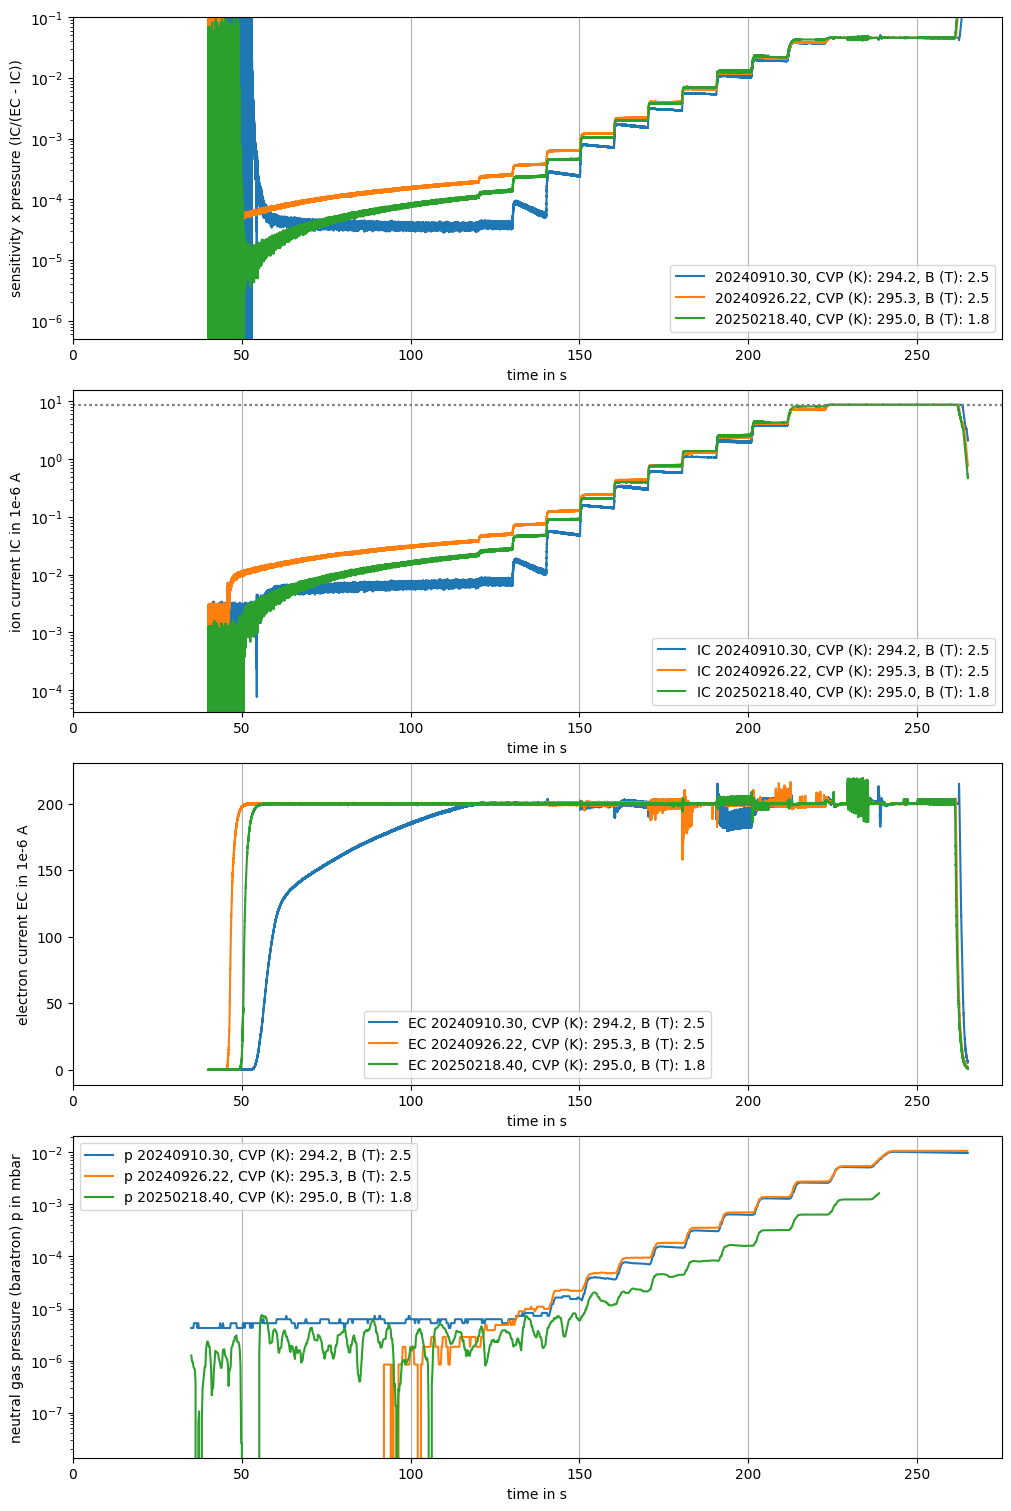 sensitivity x pressure (IC/(EC - IC))
10⁻¹
10⁻²
10⁻³
10⁻⁴
10⁻⁵
10⁻⁶
20240910.30, CVP (K): 294.2, B (T): 2.5
20240926.22, CVP (K): 295.3, B (T): 2.5
20250218.40, CVP (K): 295.0, B (T): 1.8
0 50 100 150 200 250
time in s
ion current IC in 1e-6 A
10¹
10⁰
10⁻¹
10⁻²
10⁻³
10⁻⁴
IC 20240910.30, CVP (K): 294.2, B (T): 2.5
IC 20240926.22, CVP (K): 295.3, B (T): 2.5
IC 20250218.40, CVP (K): 295.0, B (T): 1.8
0 50 100 150 200 250
time in s
electron current EC in 1e-6 A
200
150
100
50
0
EC 20240910.30, CVP (K): 294.2, B (T): 2.5
EC 20240926.22, CVP (K): 295.3, B (T): 2.5
EC 20250218.40, CVP (K): 295.0, B (T): 1.8
0 50 100 150 200 250
time in s
neutral gas pressure (baratron) p in mbar
10⁻²
10⁻³
10⁻⁴
10⁻⁵
10⁻⁶
10⁻⁷
p 20240910.30, CVP (K): 294.2, B (T): 2.5
p 20240926.22, CVP (K): 295.3, B (T): 2.5
p 20250218.40, CVP (K): 295.0, B (T): 1.8
0 50 100 150 200 250
time in s